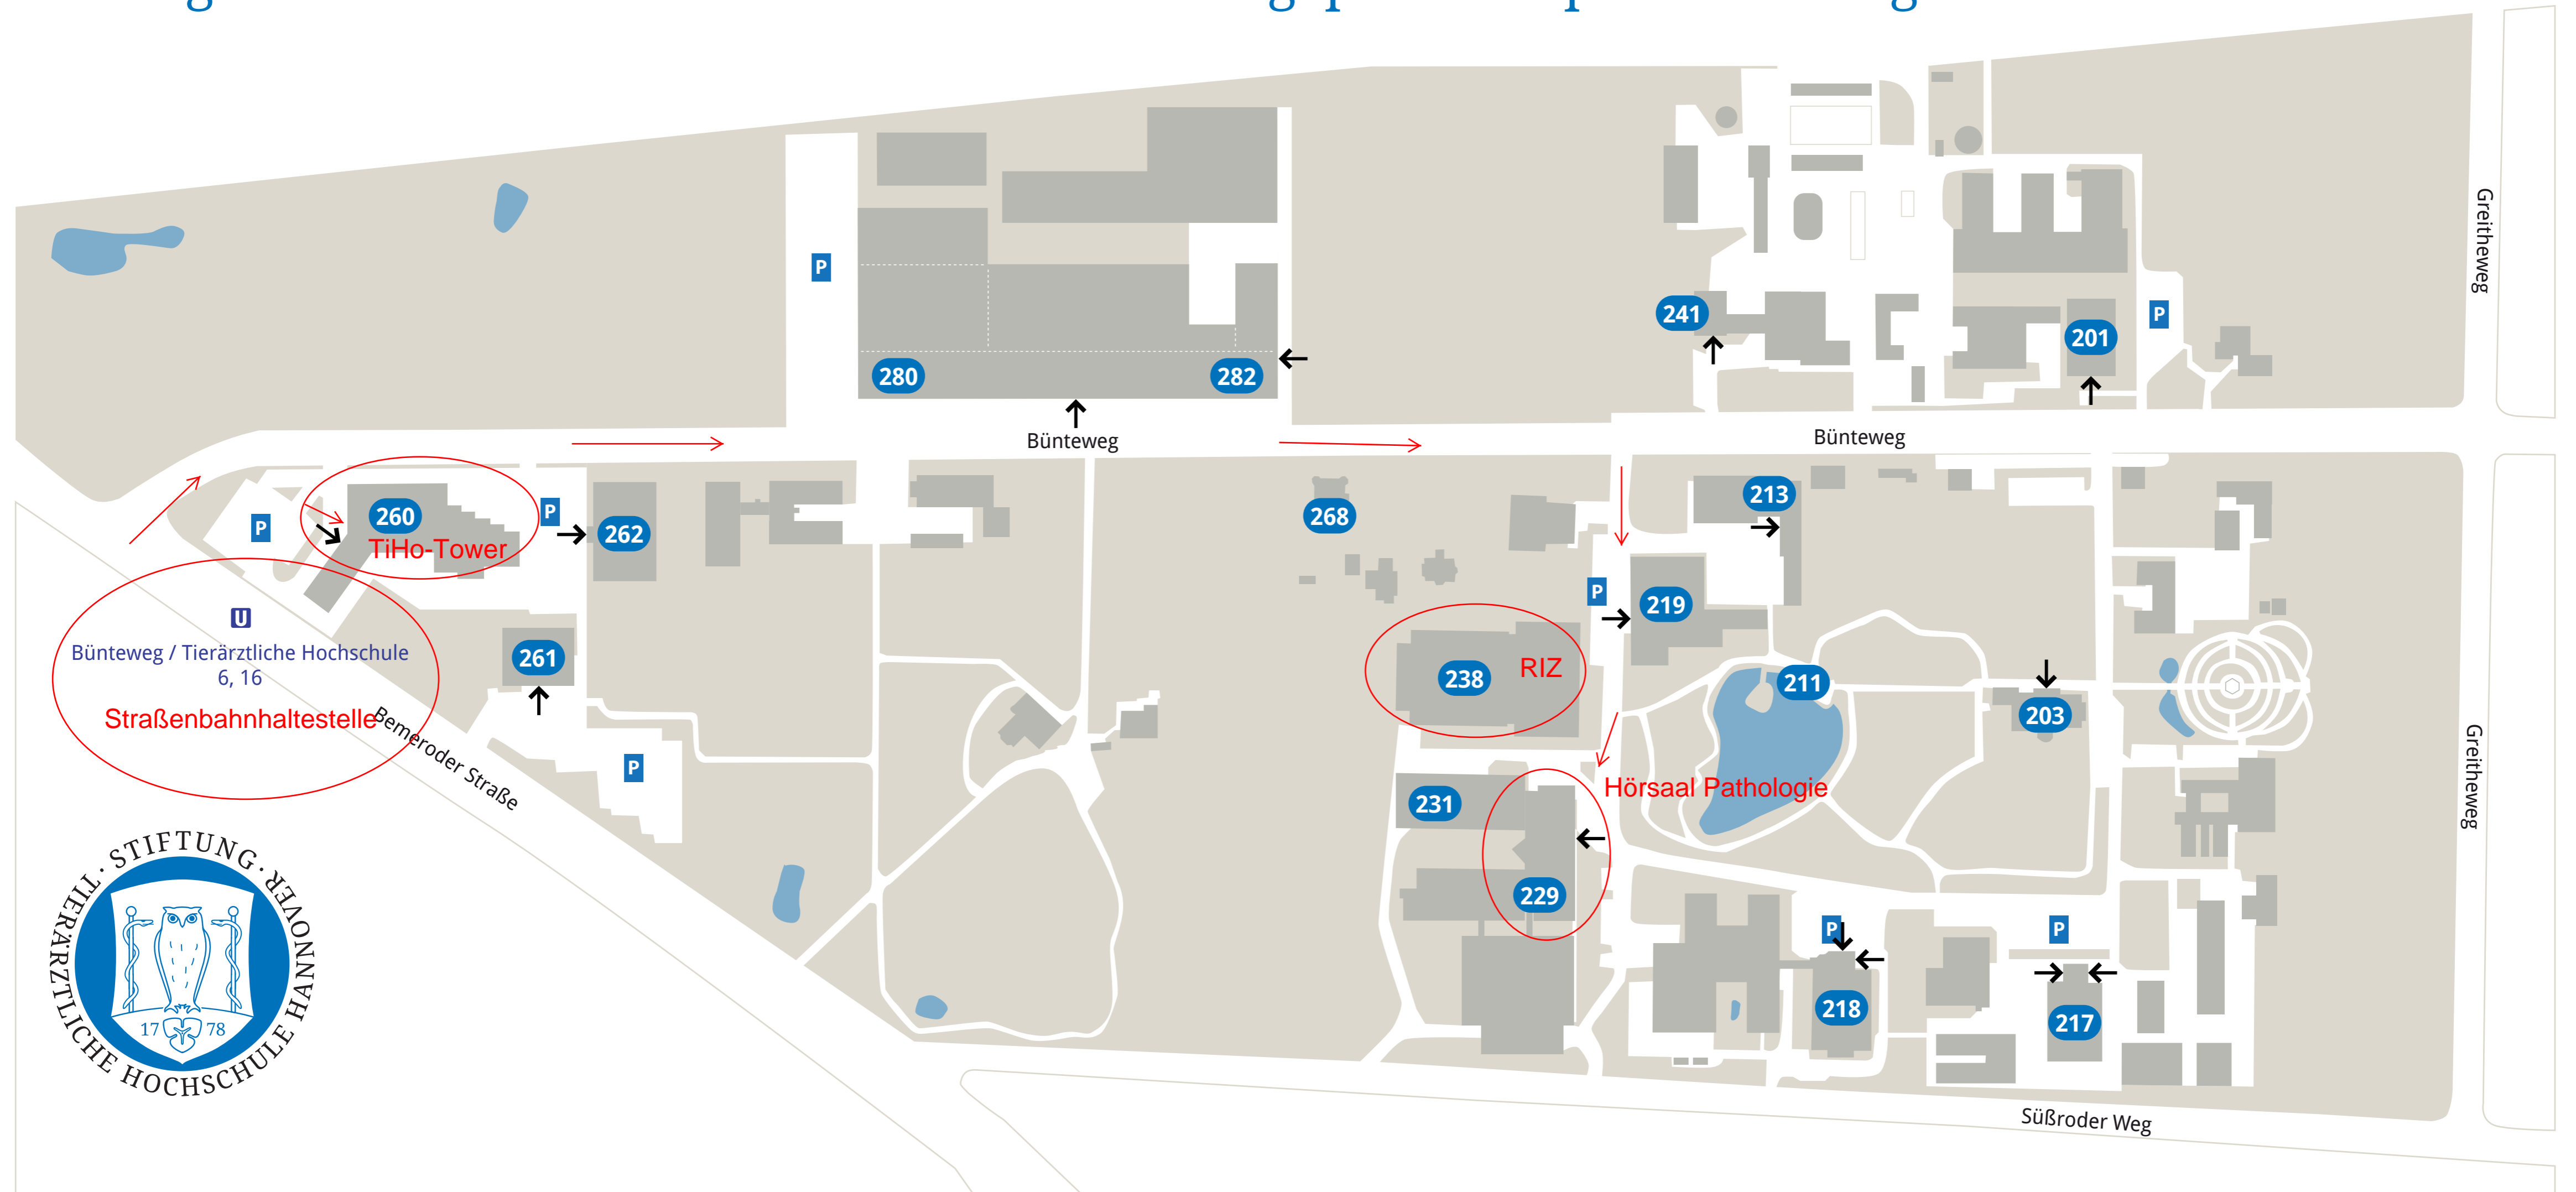 P
280
282
Bünteweg
241
201
P
Greitheweg
Bünteweg
P
260
TiHo-Tower
P
262
U
Bünteweg / Tierärztliche Hochschule
6, 16
Straßenbahnhaltestelle
261
Bemeroder Straße
P
268
213
P
219
238
RIZ
211
203
231
Hörsaal Pathologie
229
Greitheweg
P
218
P
217
Süßroder Weg
· STIFTUNG · TIERÄRZTLICHE HOCHSCHULE HANNOVER
17 78